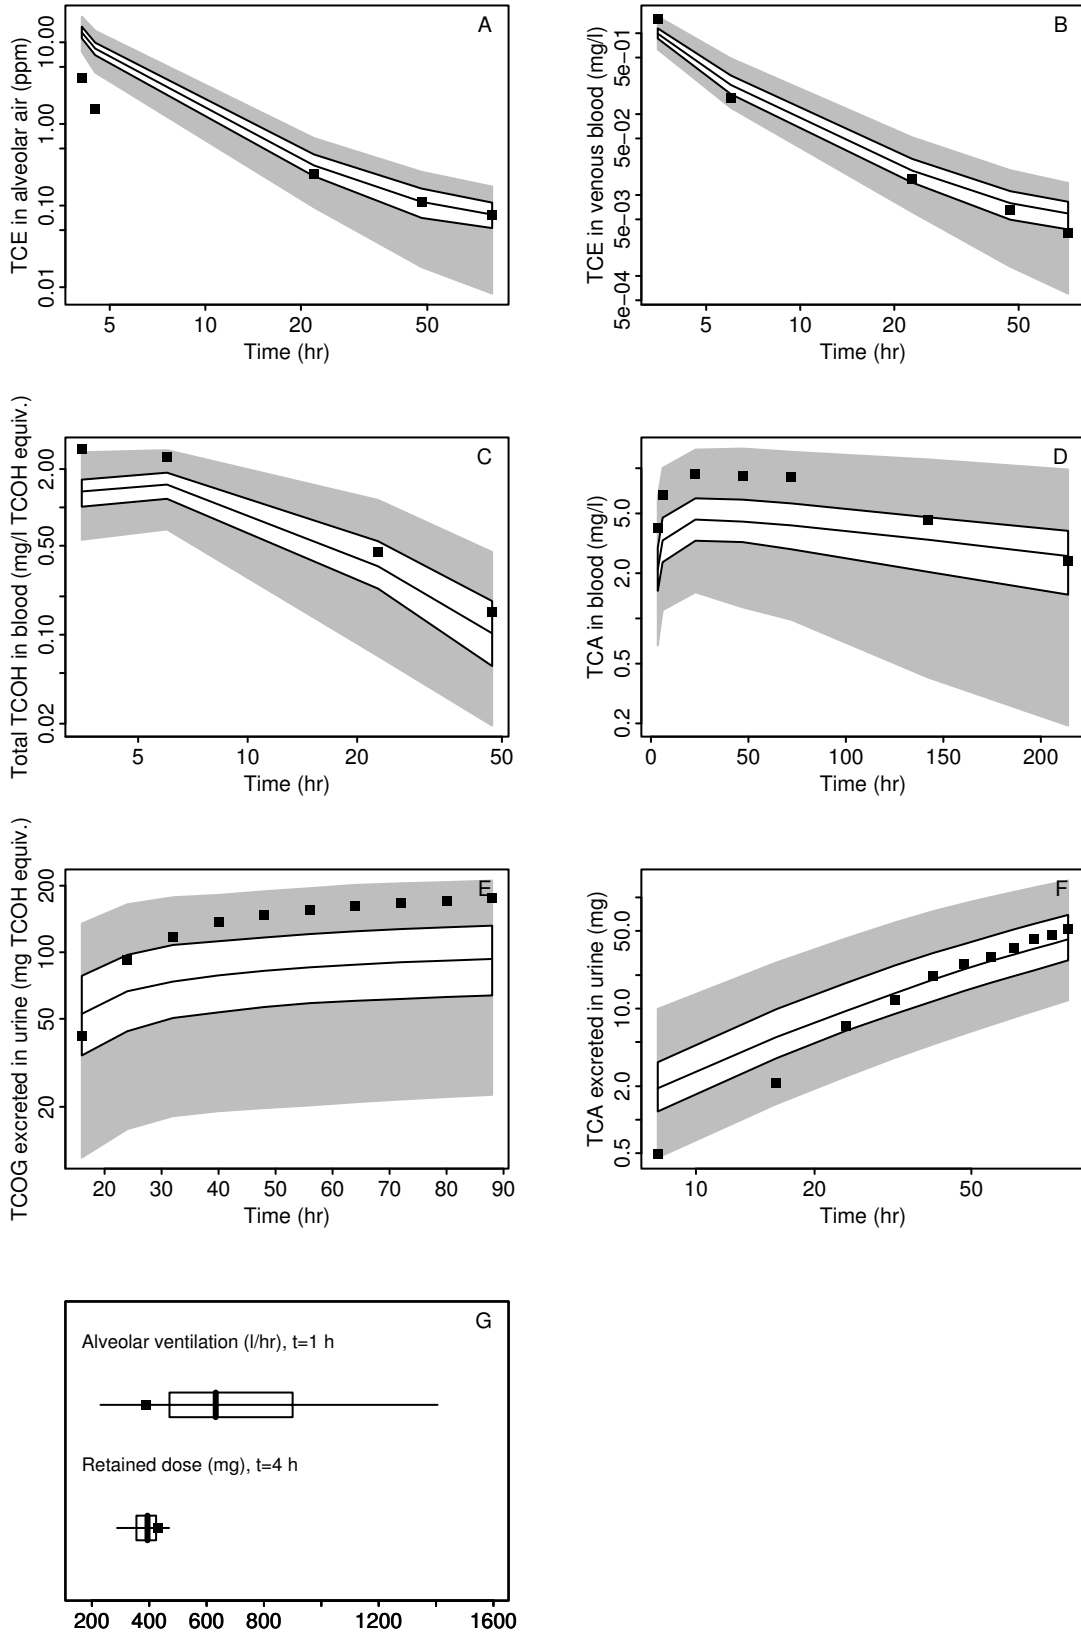 A
TCE in alveolar air (ppm)
10.00
1.00
0.10
0.01
5 10 20 50
Time (hr)
B
TCE in venous blood (mg/l)
5e−01
5e−02
5e−03
5e−04
5 10 20 50
Time (hr)
C
Total TCOH in blood (mg/l TCOH equiv.)
2.00
0.50
0.10
0.02
5 10 20 50
Time (hr)
D
TCA in blood (mg/l)
5.0
2.0
0.5
0.2
0 50 100 150 200
Time (hr)
E
TCOG excreted in urine (mg TCOH equiv.)
200
100
50
20
20 30 40 50 60 70 80 90
Time (hr)
F
TCA excreted in urine (mg)
50.0
10.0
2.0
0.5
10 20 50
Time (hr)
G
Alveolar ventilation (l/hr), t=1 h
Retained dose (mg), t=4 h
200 400 600 800 1200 1600